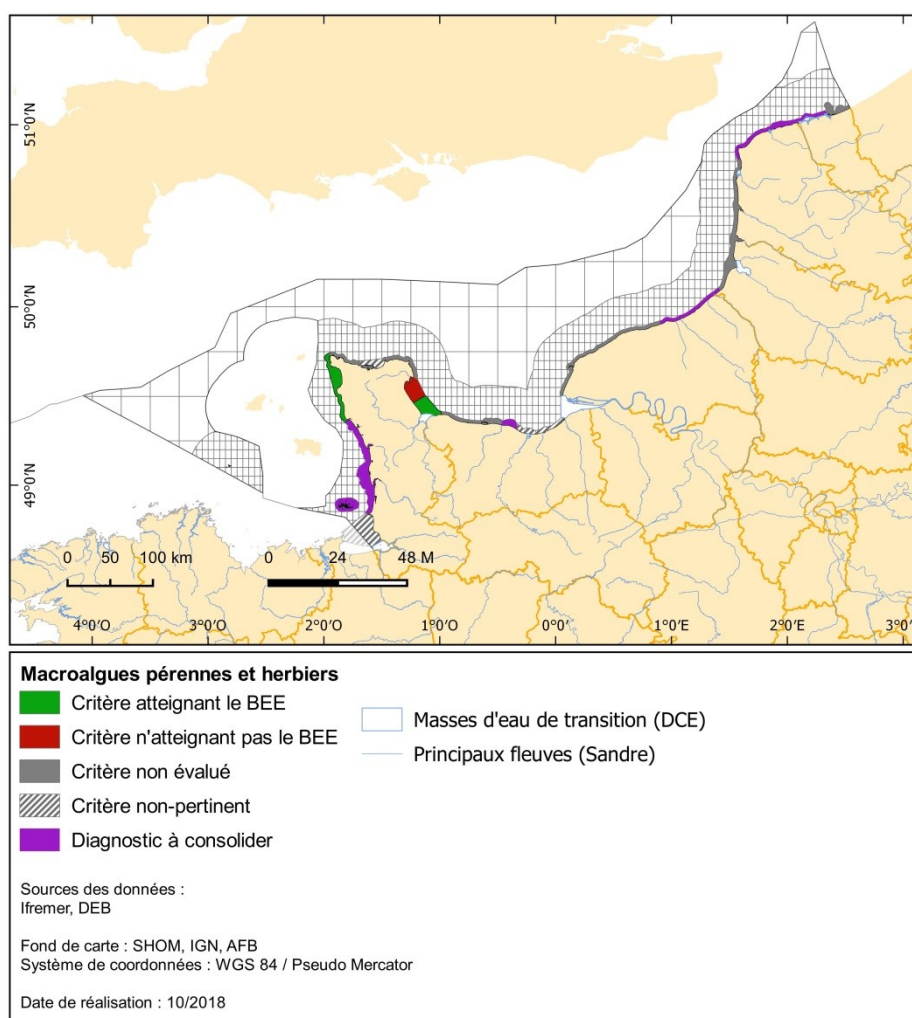 51°0'N
50°0'N
49°0'N
0 50 100 km
0 24 48 M
4°0'O 3°0'O 2°0'O 1°0'O 0°0' 1°0'E 2°0'E 3°0'
Macroalgues pérennes et herbiers
Critère atteignant le BEE
Critère n'atteignant pas le BEE
Critère non évalué
Critère non-pertinent
Diagnostic à consolider
Masses d'eau de transition (DCE)
Principaux fleuves (Sandre)
Sources des données :
Ifremer, DEB
Fond de carte : SHOM, IGN, AFB
Système de coordonnées : WGS 84 / Pseudo Mercator
Date de réalisation : 10/2018